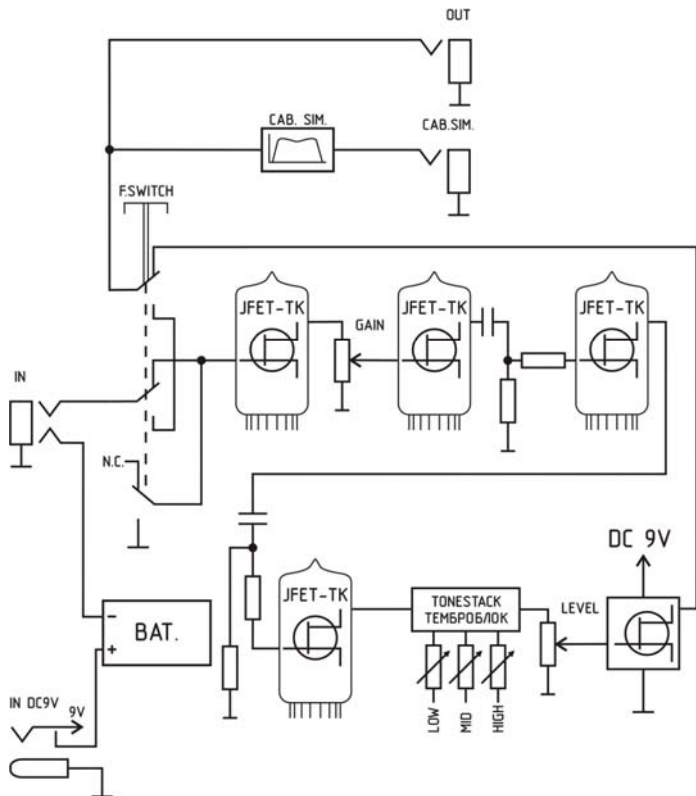 OUT
CAB. SIM.
CAB.SIM.
F.SWITCH
JFET-TK
JFET-TK
JFET-TK
GAIN
IN
N.C.
DC 9V
JFET-TK
TONESTACK
ТЕМБРОБЛОК
LEVEL
-
BAT.
+
IN DC9V
9V
LOW
MID
HIGH